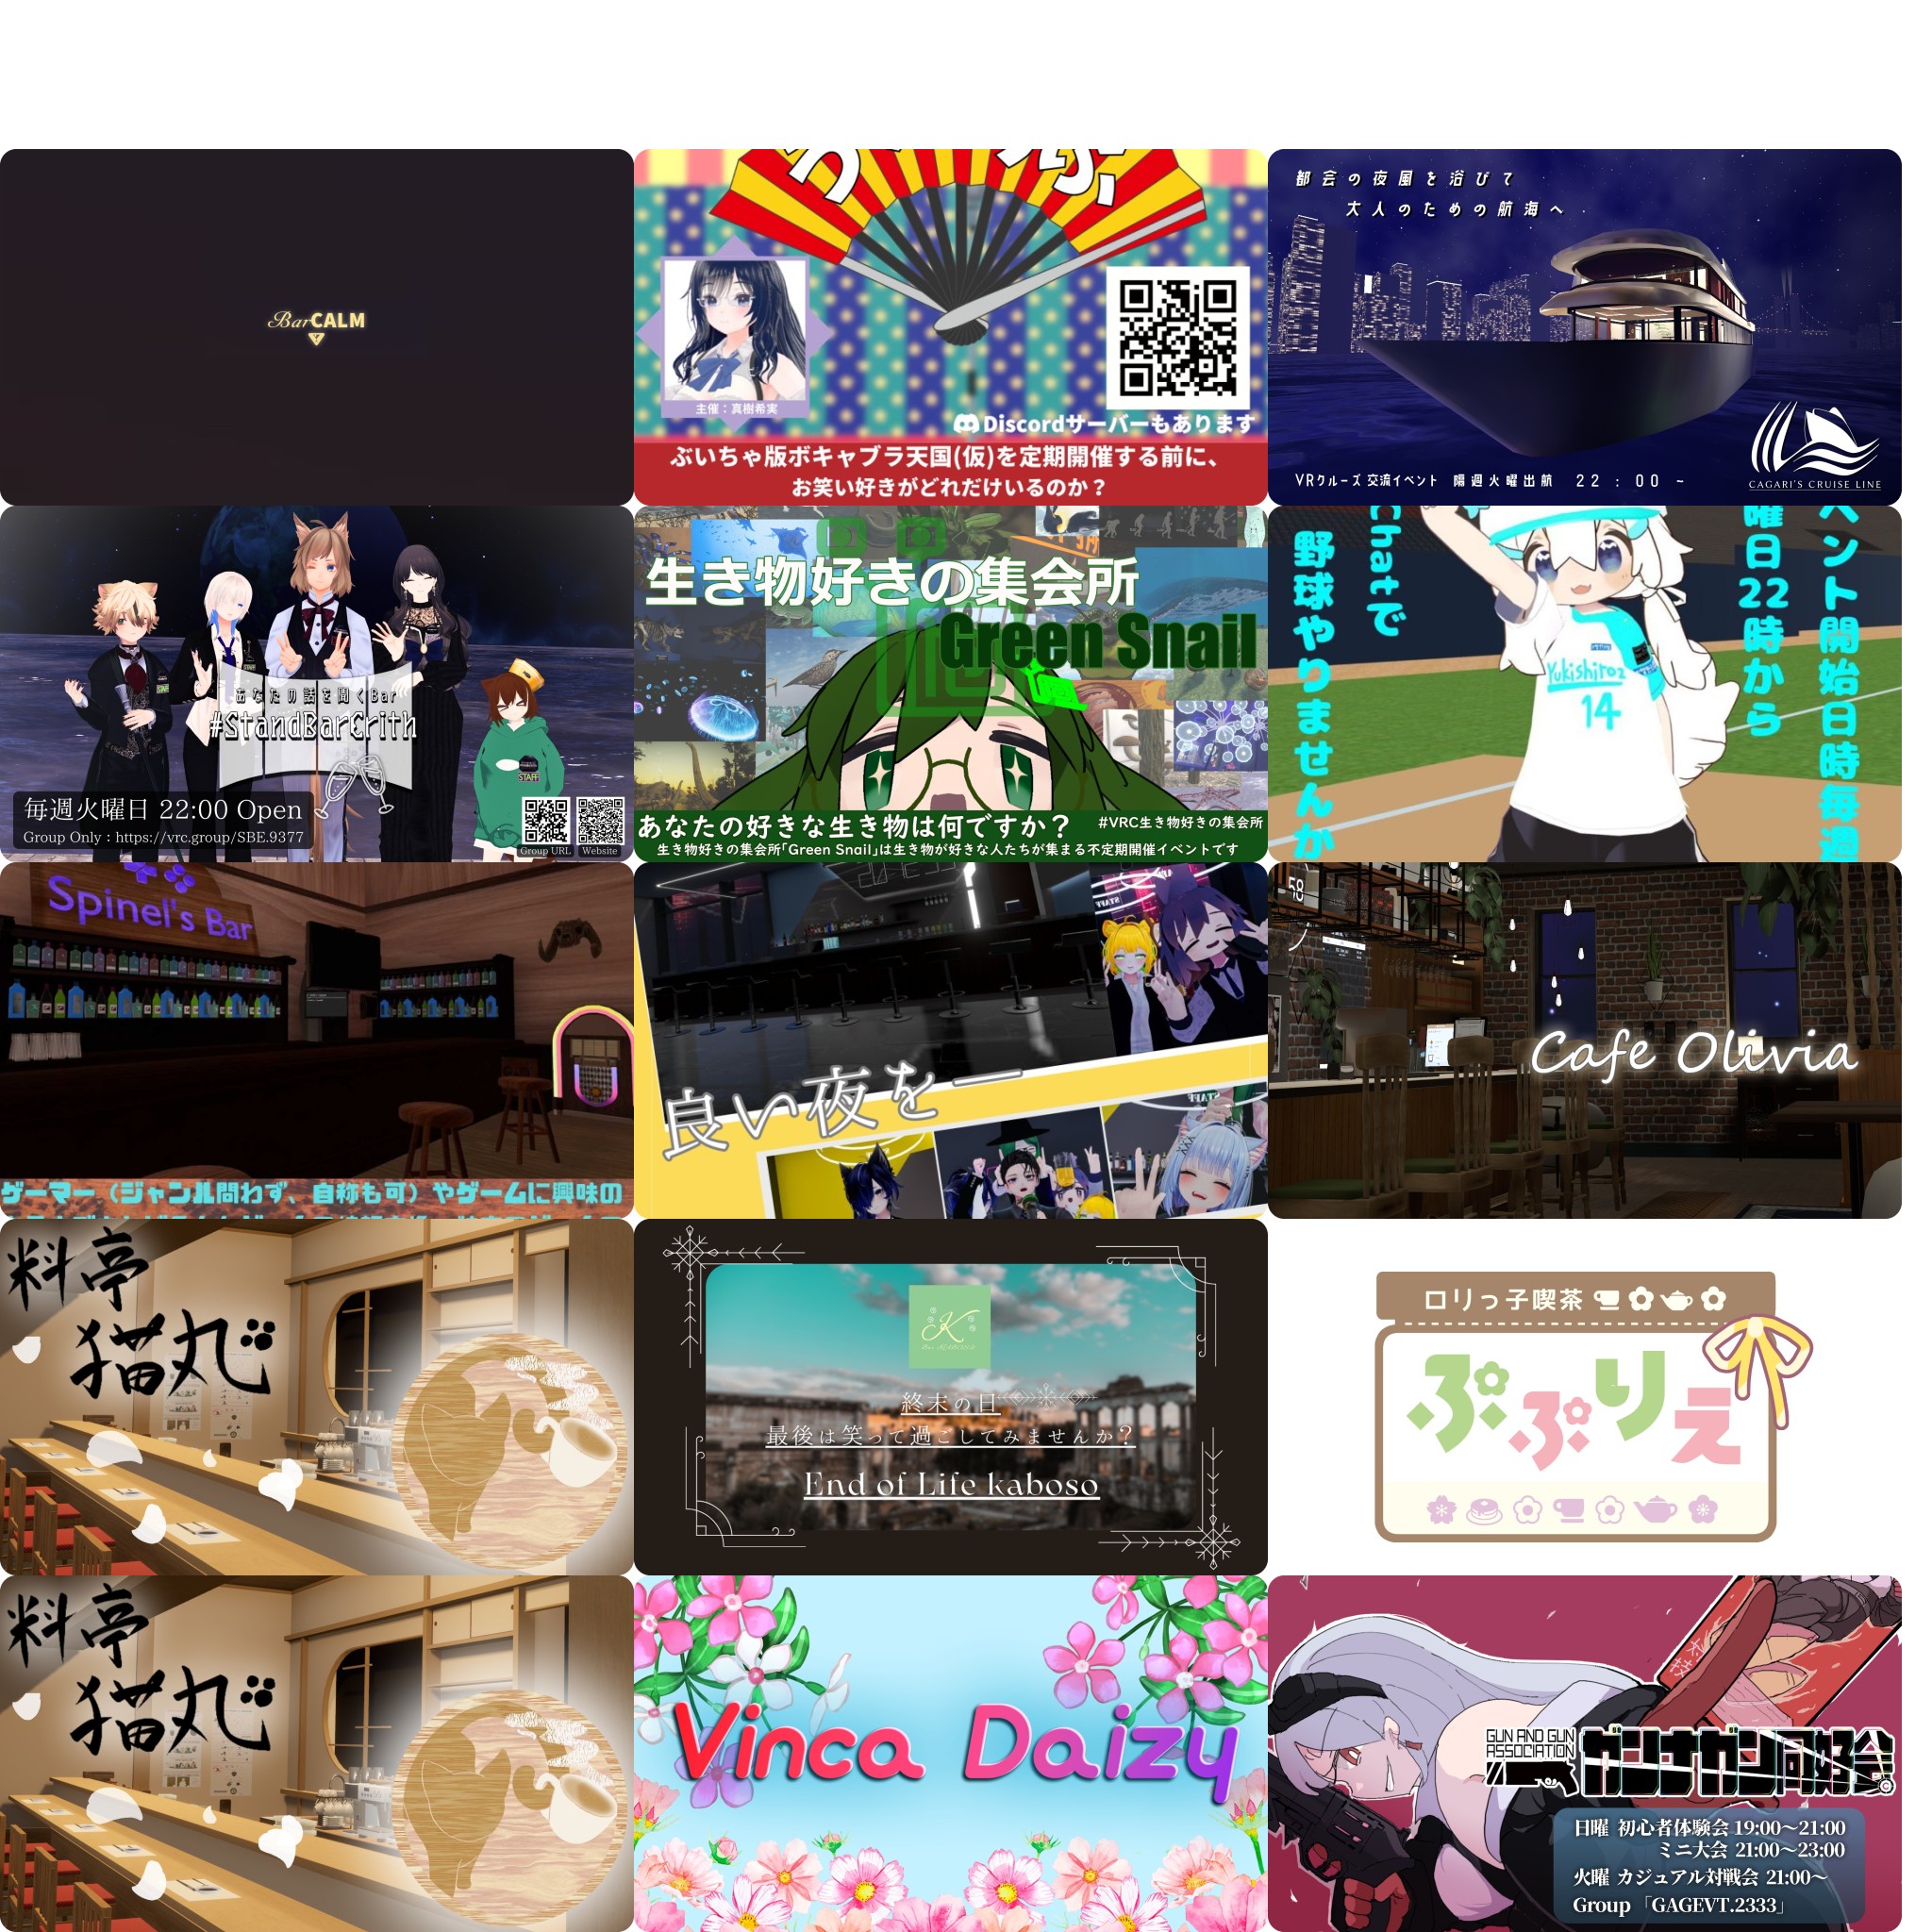 BarCALM
うぶ
主催：真樹希実
Discordサーバーもあります
ぶいちゃ版ボキャブラ天国(仮)を定期開催する前に、
お笑い好きがどれだけいるのか？
都会の夜風を浴びて
大人のための航海へ
VRクルーズ交流イベント 隔週火曜出航 22:00 ~
CAGARI'S CRUISE LINE
あなたの話を聞くBar
#StandBarCrith
毎週火曜日 22:00 Open
Group Only : https://vrc.group/SBE.9377
Group URL
Website
STAFF
生き物好きの集会所
Green Snail
あなたの好きな生き物は何ですか？
#VRC生き物好きの集会所
生き物好きの集会所「Green Snail」は生き物が好きな人たちが集まる不定期開催イベントです
ベント開始日時毎週
曜日22時から
Chatで
野球やりませんか
Yukishiroz
14
Spinel's Bar
ゲーマー（ジャンル問わず、自称も可）やゲームに興味の
良い夜を―
58
Cafe Olivia
料亭
猫丸
K
終末の日
最後は笑って過ごしてみませんか？
End of Life kaboso
ロリっ子喫茶
ぷぷりえ
料亭
猫丸
Vinca Daizy
GUN AND GUN
ASSOCIATION
ガンナガン同好会
日曜 初心者体験会 19:00〜21:00
ミニ大会 21:00〜23:00
火曜 カジュアル対戦会 21:00〜
Group「GAGEVT.2333」